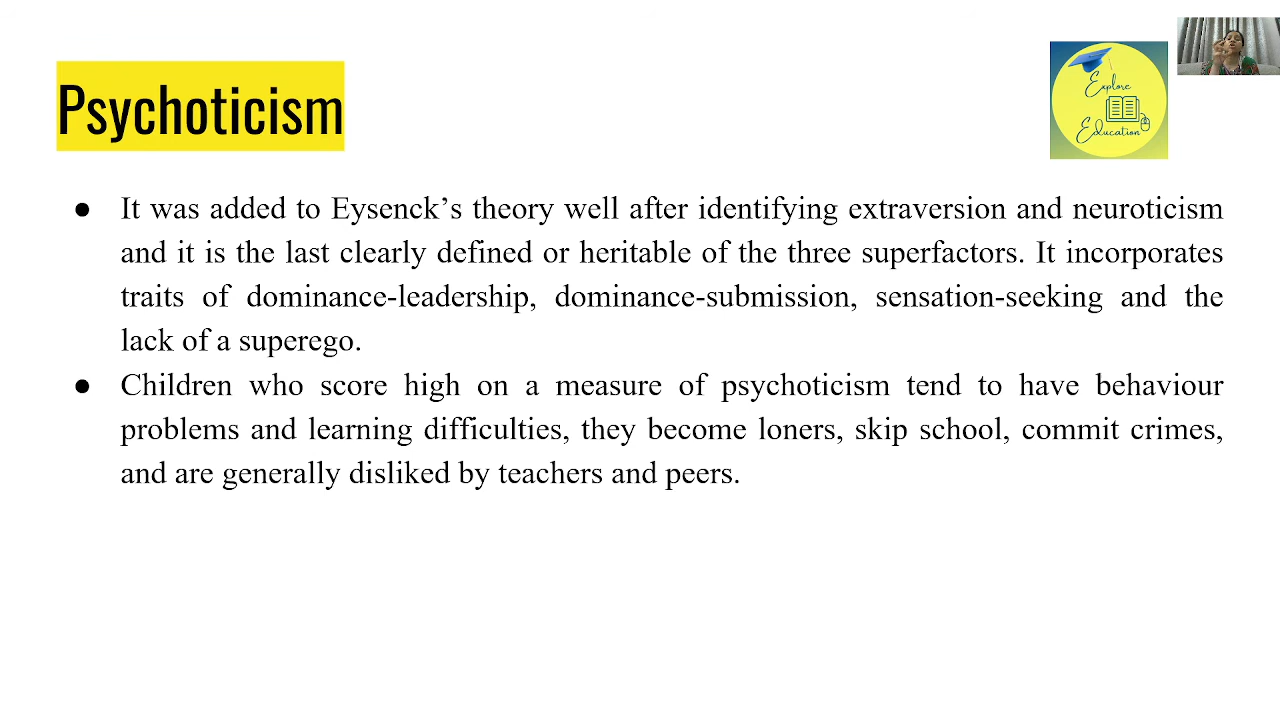 Psychoticism
Explore
Education
● It was added to Eysenck’s theory well after identifying extraversion and neuroticism
and it is the last clearly defined or heritable of the three superfactors. It incorporates
traits of dominance-leadership, dominance-submission, sensation-seeking and the
lack of a superego.
● Children who score high on a measure of psychoticism tend to have behaviour
problems and learning difficulties, they become loners, skip school, commit crimes,
and are generally disliked by teachers and peers.